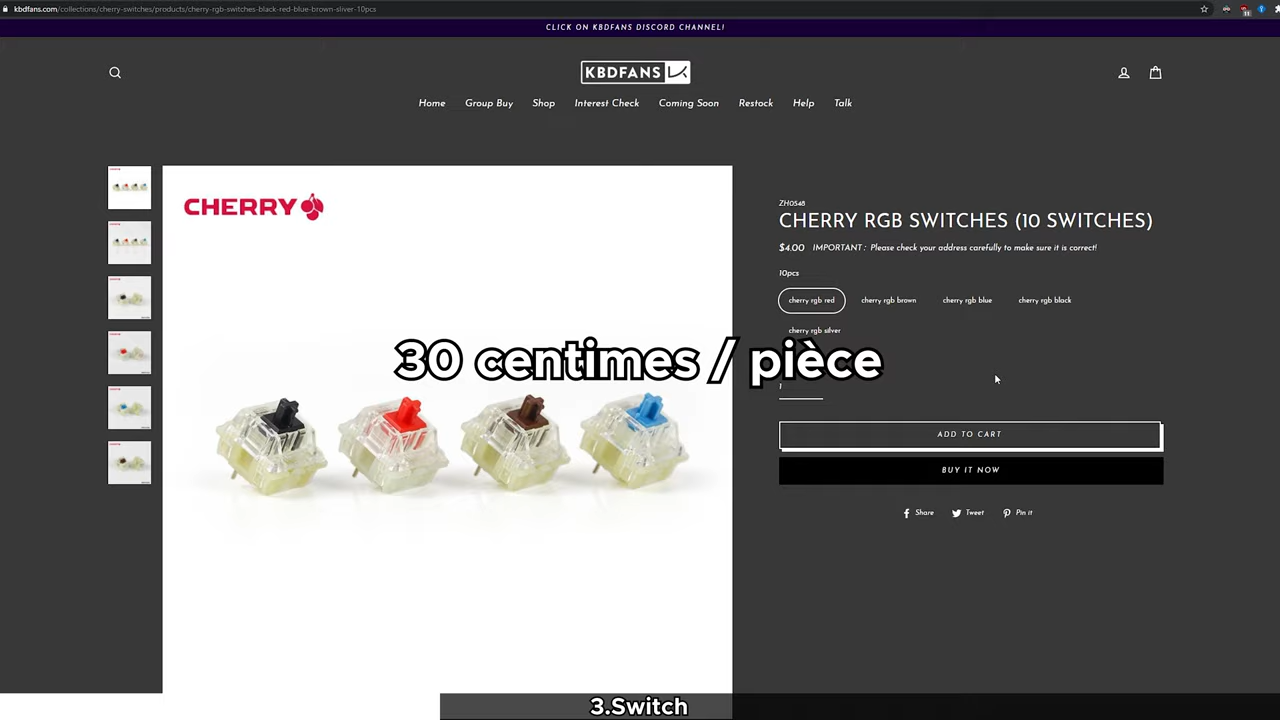 kbdfans.com/collections/cherry-switches/products/cherry-rgb-switches-black-red-blue-brown-sliver-10pcs
CLICK ON KBDFANS DISCORD CHANNEL!
KBDFANS
Home Group Buy Shop Interest Check Coming Soon Restock Help Talk
CHERRY
ZH0548
CHERRY RGB SWITCHES (10 SWITCHES)
$4.00 IMPORTANT : Please check your address carefully to make sure it is correct!
10pcs
cherry rgb red cherry rgb brown cherry rgb blue cherry rgb black
cherry rgb silver
30 centimes / pièce
1
ADD TO CART
BUY IT NOW
Share Tweet Pin it
3.Switch